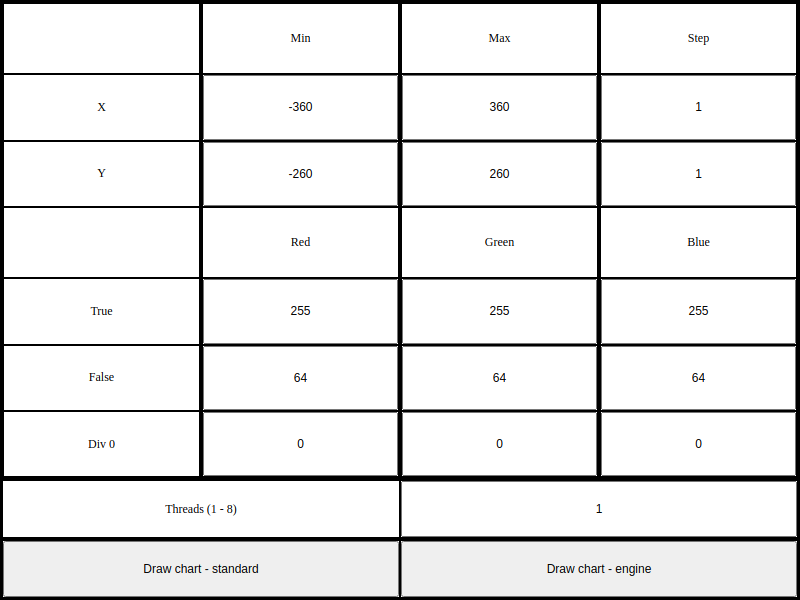 Min Max Step
X -360 360 1
Y -260 260 1
Red Green Blue
True 255 255 255
False 64 64 64
Div 0 0 0 0
Threads (1 - 8) 1
Draw chart - standard Draw chart - engine